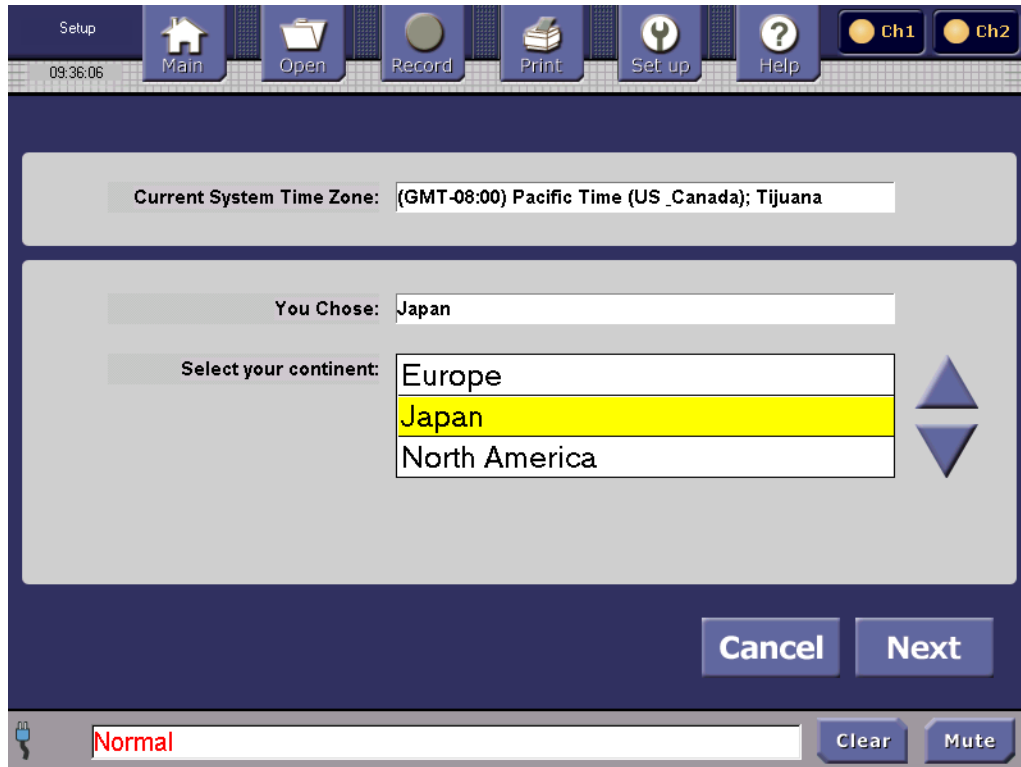 Setup
09:36:06
Main
Open
Record
Print
Set up
Help
Ch1
Ch2
Current System Time Zone: (GMT-08:00) Pacific Time (US _Canada); Tijuana
You Chose: Japan
Select your continent:
Europe
Japan
North America
Cancel
Next
Normal
Clear
Mute